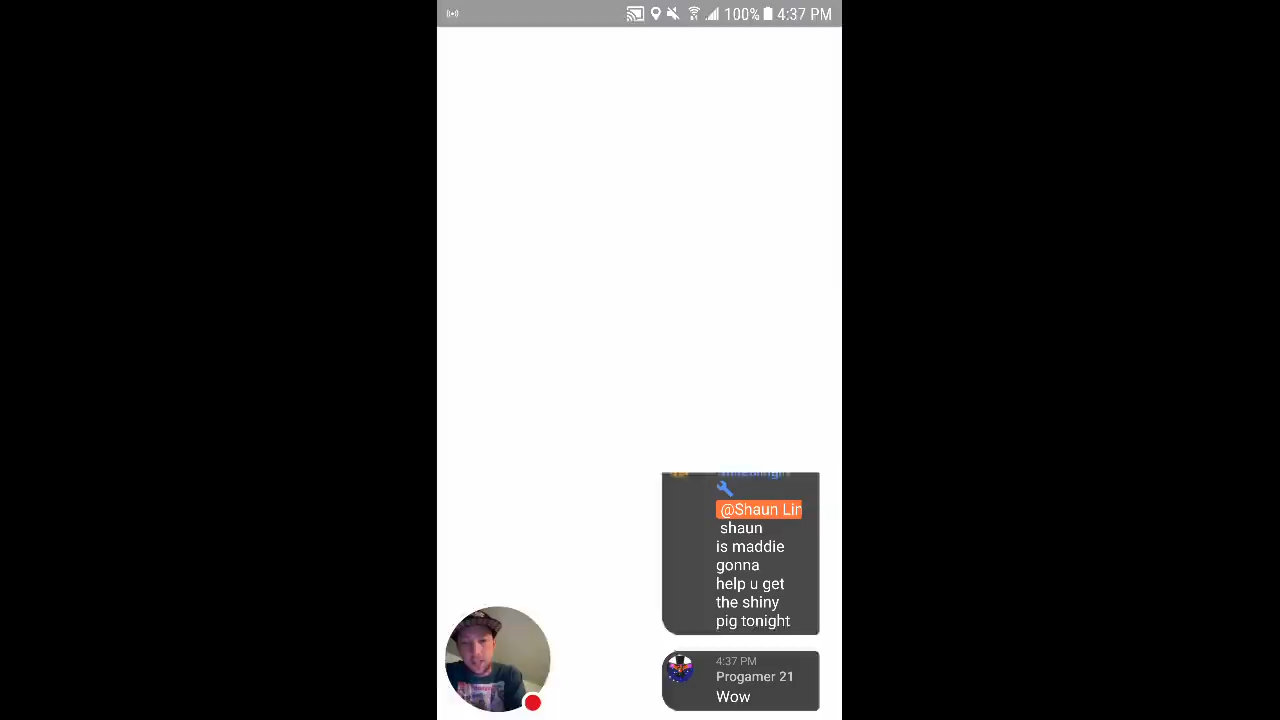 100% 4:37 PM
@Shaun Lin
shaun
is maddie
gonna
help u get
the shiny
pig tonight
4:37 PM
Progamer 21
Wow